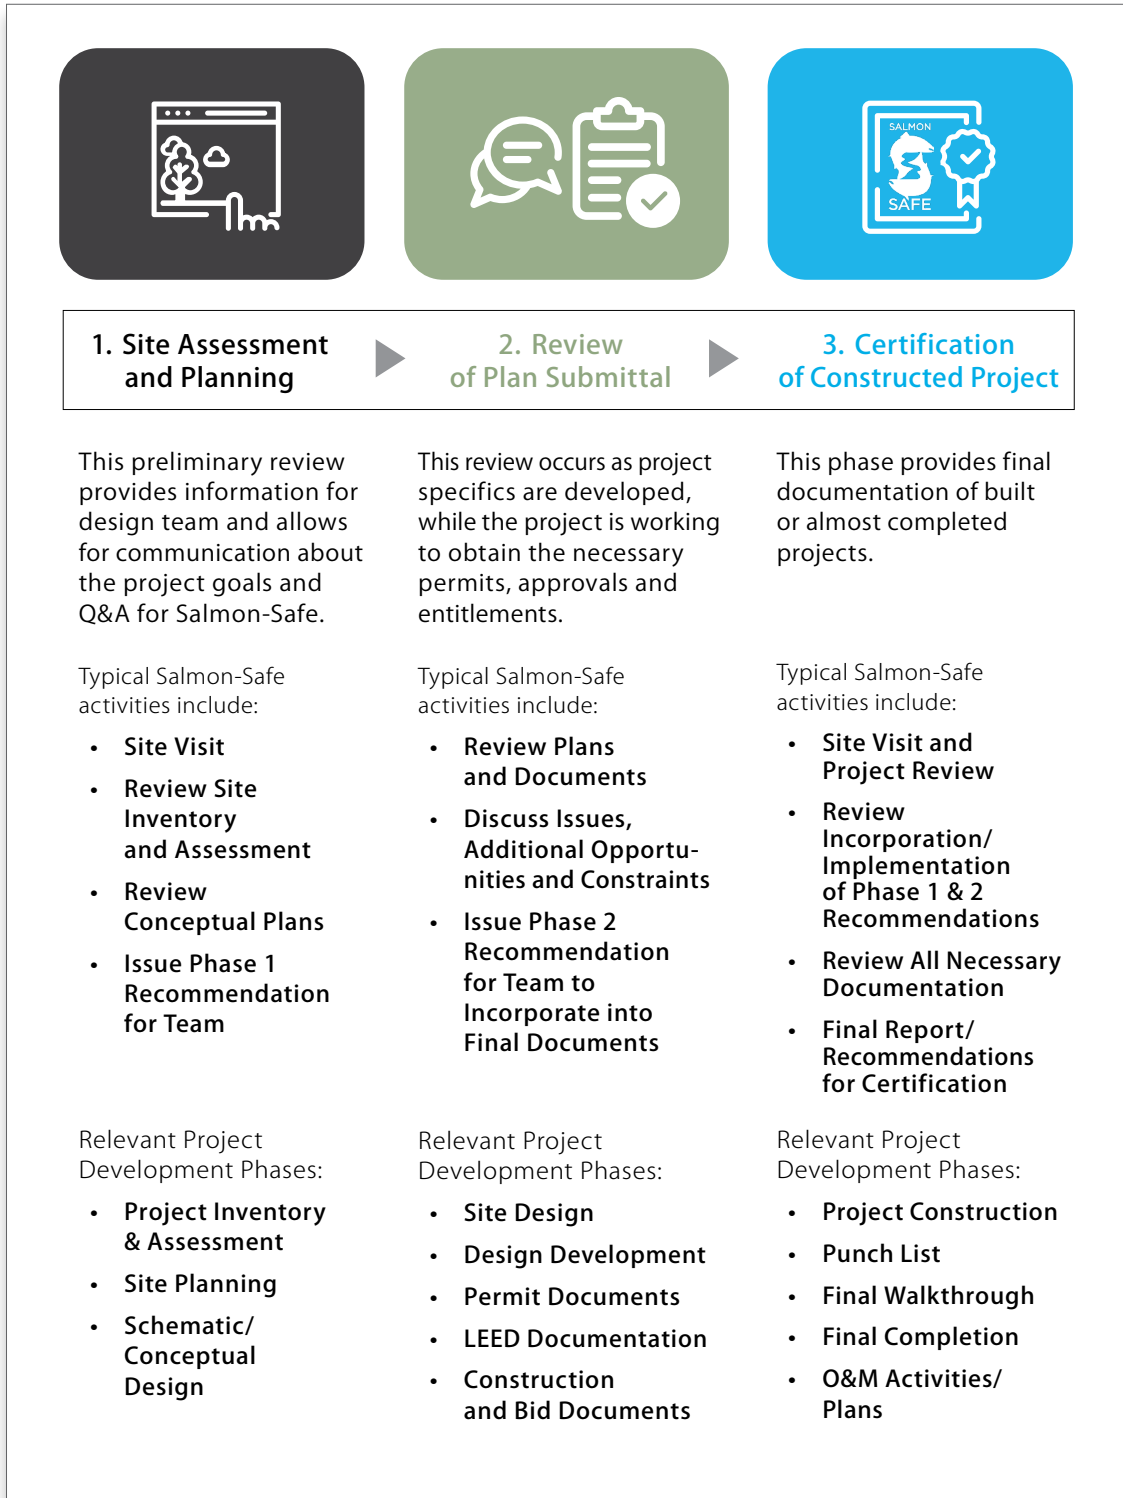 SALMON
SAFE
1. Site Assessment
and Planning
2. Review
of Plan Submittal
3. Certification
of Constructed Project
This preliminary review
provides information for
design team and allows
for communication about
the project goals and
Q&A for Salmon-Safe.
Typical Salmon-Safe
activities include:
• Site Visit
• Review Site
Inventory
and Assessment
• Review
Conceptual Plans
• Issue Phase 1
Recommendation
for Team
Relevant Project
Development Phases:
• Project Inventory
& Assessment
• Site Planning
• Schematic/
Conceptual
Design
This review occurs as project
specifics are developed,
while the project is working
to obtain the necessary
permits, approvals and
entitlements.
Typical Salmon-Safe
activities include:
• Review Plans
and Documents
• Discuss Issues,
Additional Opportu-
nities and Constraints
• Issue Phase 2
Recommendation
for Team to
Incorporate into
Final Documents
Relevant Project
Development Phases:
• Site Design
• Design Development
• Permit Documents
• LEED Documentation
• Construction
and Bid Documents
This phase provides final
documentation of built
or almost completed
projects.
Typical Salmon-Safe
activities include:
• Site Visit and
Project Review
• Review
Incorporation/
Implementation
of Phase 1 & 2
Recommendations
• Review All Necessary
Documentation
• Final Report/
Recommendations
for Certification
Relevant Project
Development Phases:
• Project Construction
• Punch List
• Final Walkthrough
• Final Completion
• O&M Activities/
Plans